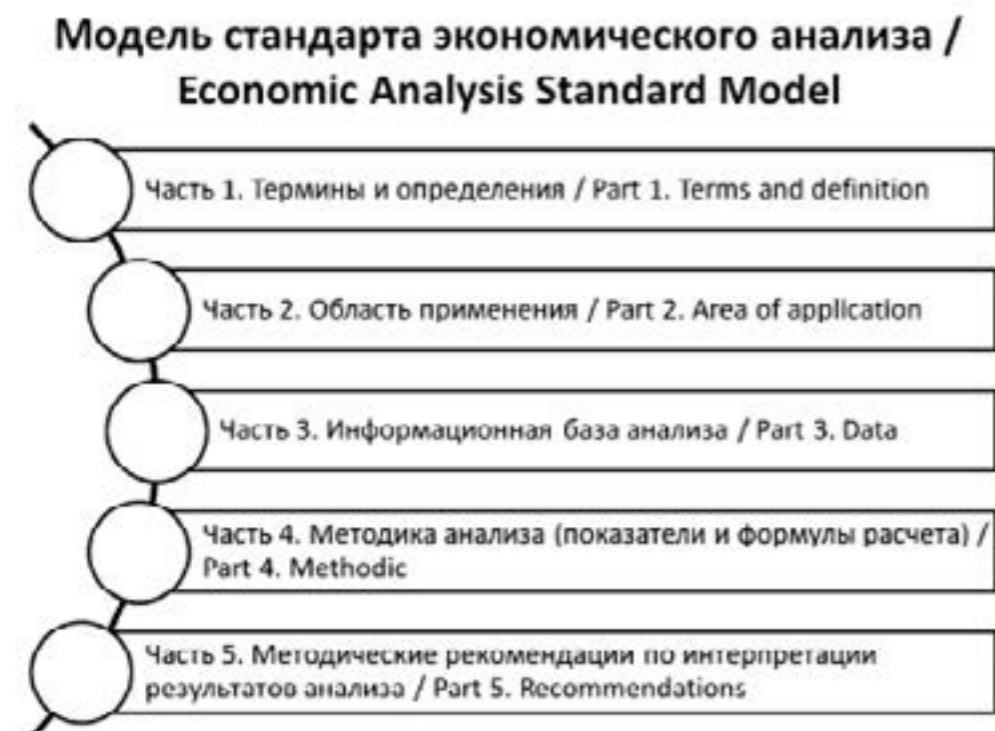 Модель стандарта экономического анализа /
Economic Analysis Standard Model
Часть 1. Термины и определения / Part 1. Terms and definition
Часть 2. Область применения / Part 2. Area of application
Часть 3. Информационная база анализа / Part 3. Data
Часть 4. Методика анализа (показатели и формулы расчета) /
Part 4. Methodic
Часть 5. Методические рекомендации по интерпретации
результатов анализа / Part 5. Recommendations